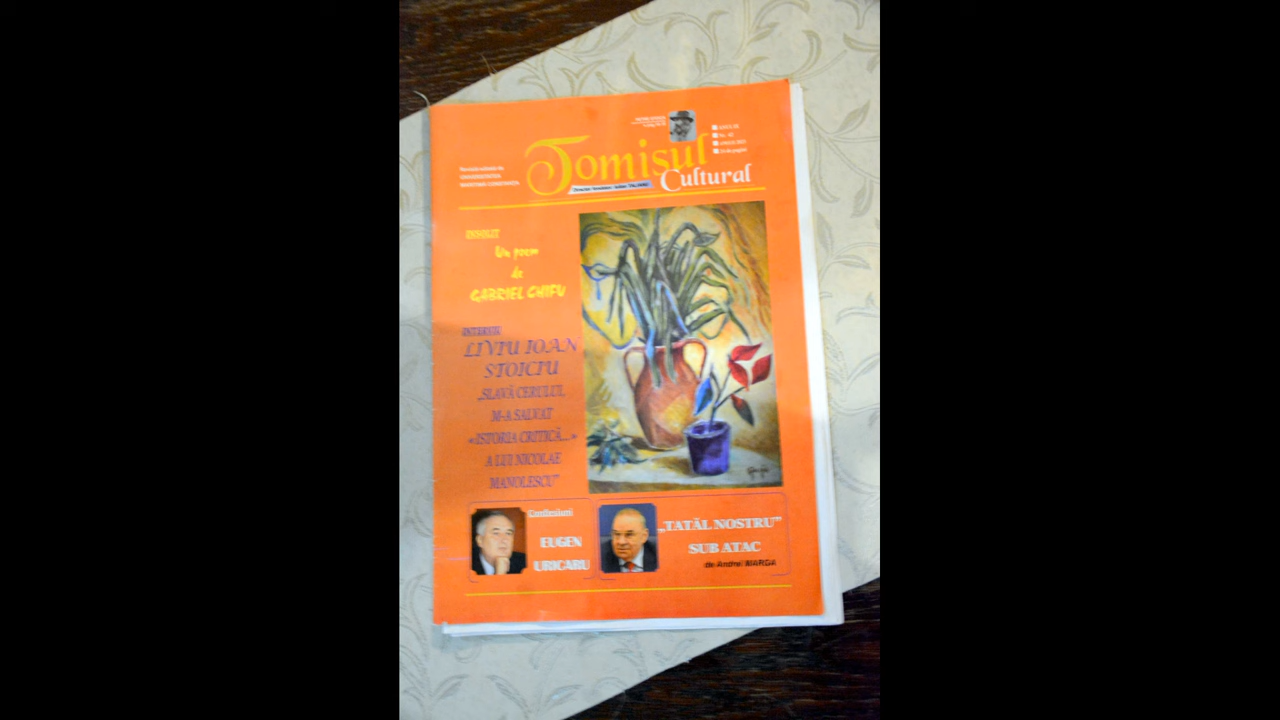 Tomisul
Cultural
INSOLIT
Un poem
de
GABRIEL CHIFU
INTERVIU
LIVIU IOAN
STOICIU
„SLAVĂ CERULUI,
M-A SALVAT
«ISTORIA CRITICĂ...»
A LUI NICOLAE
MANOLESCU”
Confesiuni
EUGEN
URICARU
„TATĂL NOSTRU”
SUB ATAC
de Andrei MARGA